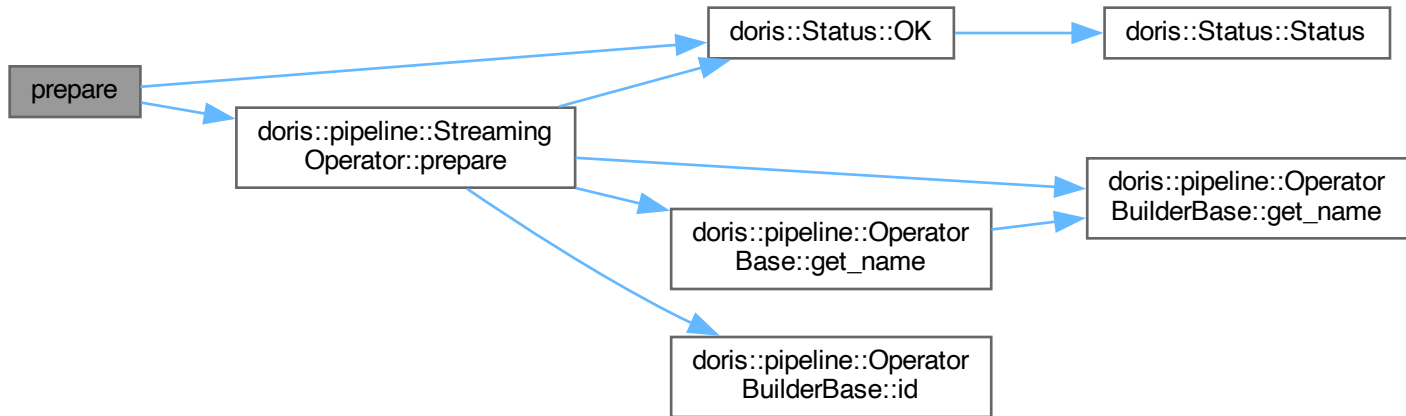 prepare
doris::pipeline::Streaming
Operator::prepare
doris::Status::OK
doris::Status::Status
doris::pipeline::Operator
Base::get_name
doris::pipeline::Operator
BuilderBase::get_name
doris::pipeline::Operator
BuilderBase::id